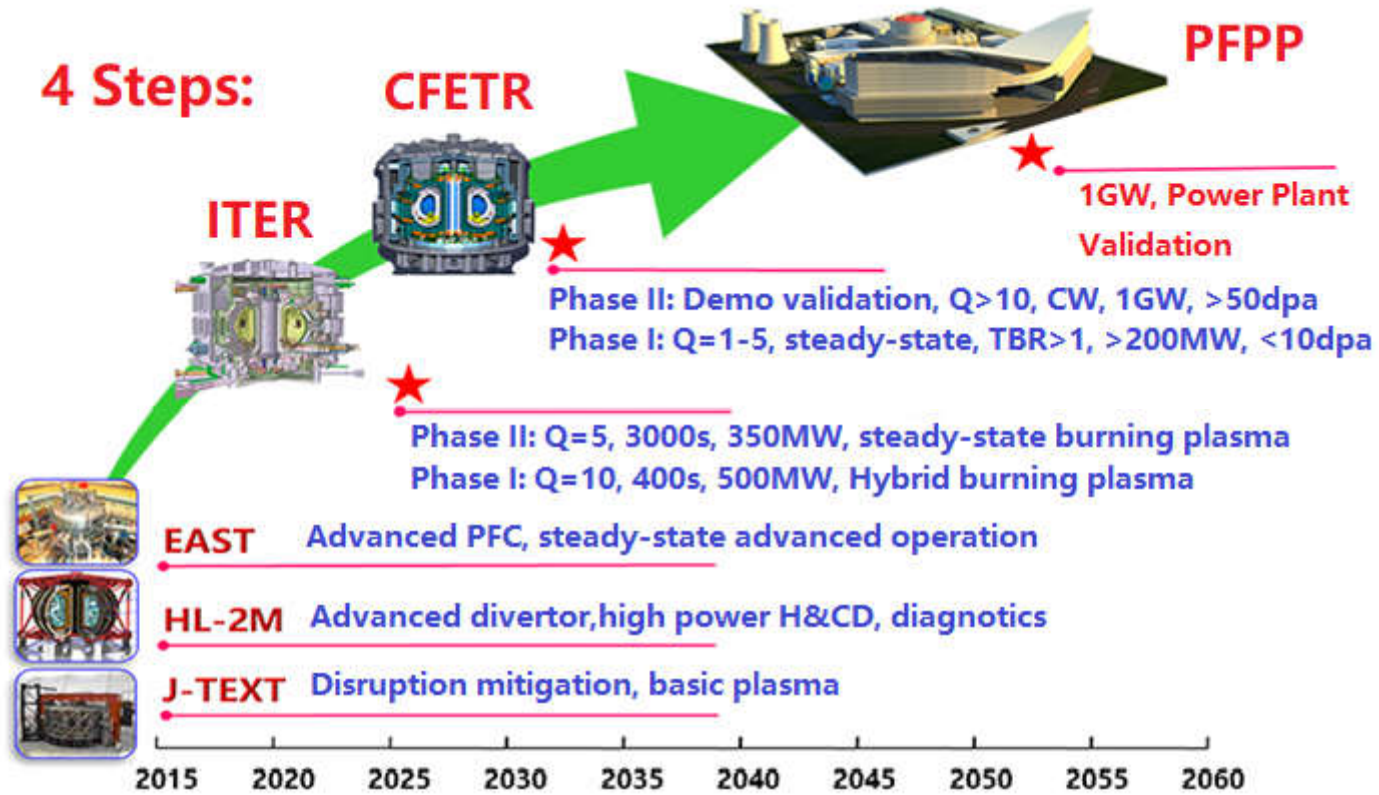 4 Steps:
CFETR
PFPP
ITER
1GW, Power Plant
Validation
Phase II: Demo validation, Q>10, CW, 1GW, >50dpa
Phase I: Q=1-5, steady-state, TBR>1, >200MW, <10dpa
Phase II: Q=5, 3000s, 350MW, steady-state burning plasma
Phase I: Q=10, 400s, 500MW, Hybrid burning plasma
EAST Advanced PFC, steady-state advanced operation
HL-2M Advanced divertor,high power H&CD, diagnotics
J-TEXT Disruption mitigation, basic plasma
2015 2020 2025 2030 2035 2040 2045 2050 2055 2060